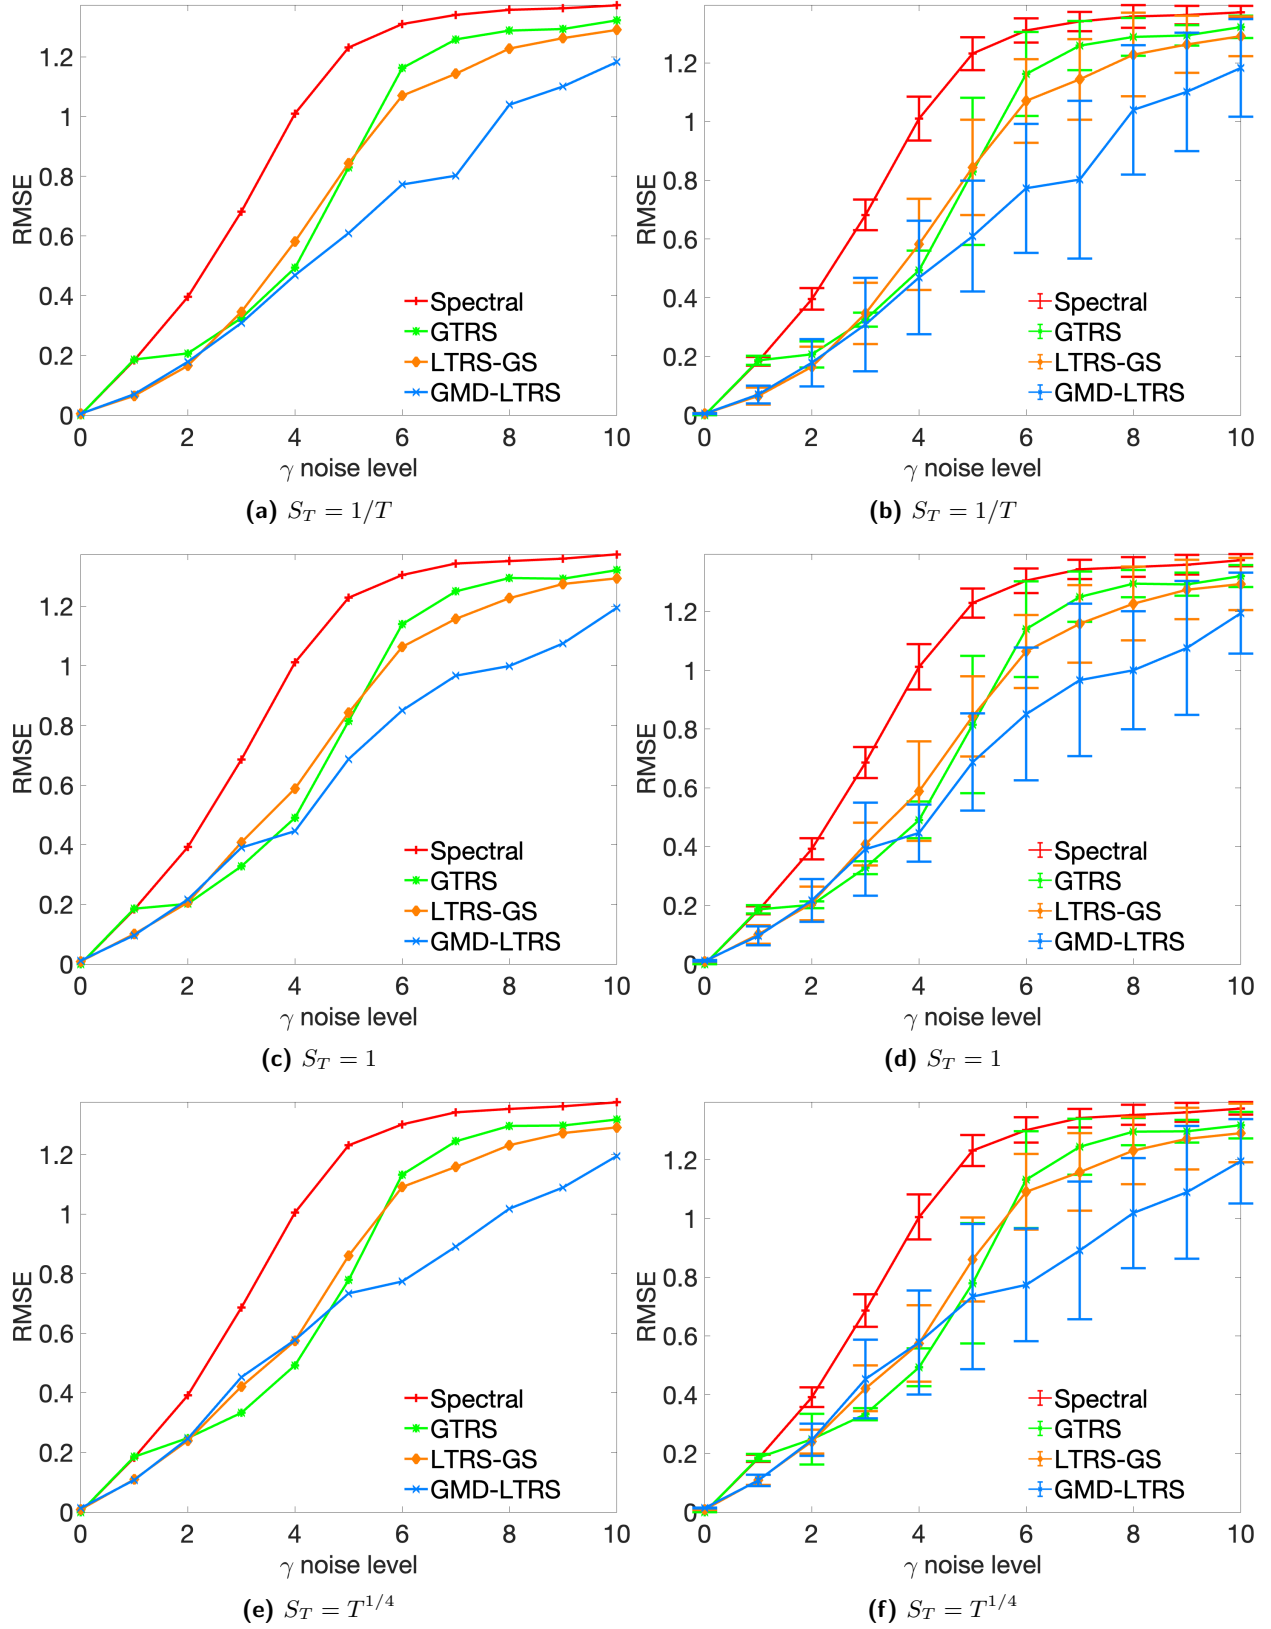 RMSE
1.2
1
0.8
0.6
0.4
0.2
0
0 2 4 6 8 10
γ noise level
Spectral
GTRS
LTRS-GS
GMD-LTRS
(a) S_T = 1/T
RMSE
1.2
1
0.8
0.6
0.4
0.2
0
0 2 4 6 8 10
γ noise level
Spectral
GTRS
LTRS-GS
GMD-LTRS
(b) S_T = 1/T
RMSE
1.2
1
0.8
0.6
0.4
0.2
0
0 2 4 6 8 10
γ noise level
Spectral
GTRS
LTRS-GS
GMD-LTRS
(c) S_T = 1
RMSE
1.2
1
0.8
0.6
0.4
0.2
0
0 2 4 6 8 10
γ noise level
Spectral
GTRS
LTRS-GS
GMD-LTRS
(d) S_T = 1
RMSE
1.2
1
0.8
0.6
0.4
0.2
0
0 2 4 6 8 10
γ noise level
Spectral
GTRS
LTRS-GS
GMD-LTRS
(e) S_T = T^{1/4}
RMSE
1.2
1
0.8
0.6
0.4
0.2
0
0 2 4 6 8 10
γ noise level
Spectral
GTRS
LTRS-GS
GMD-LTRS
(f) S_T = T^{1/4}